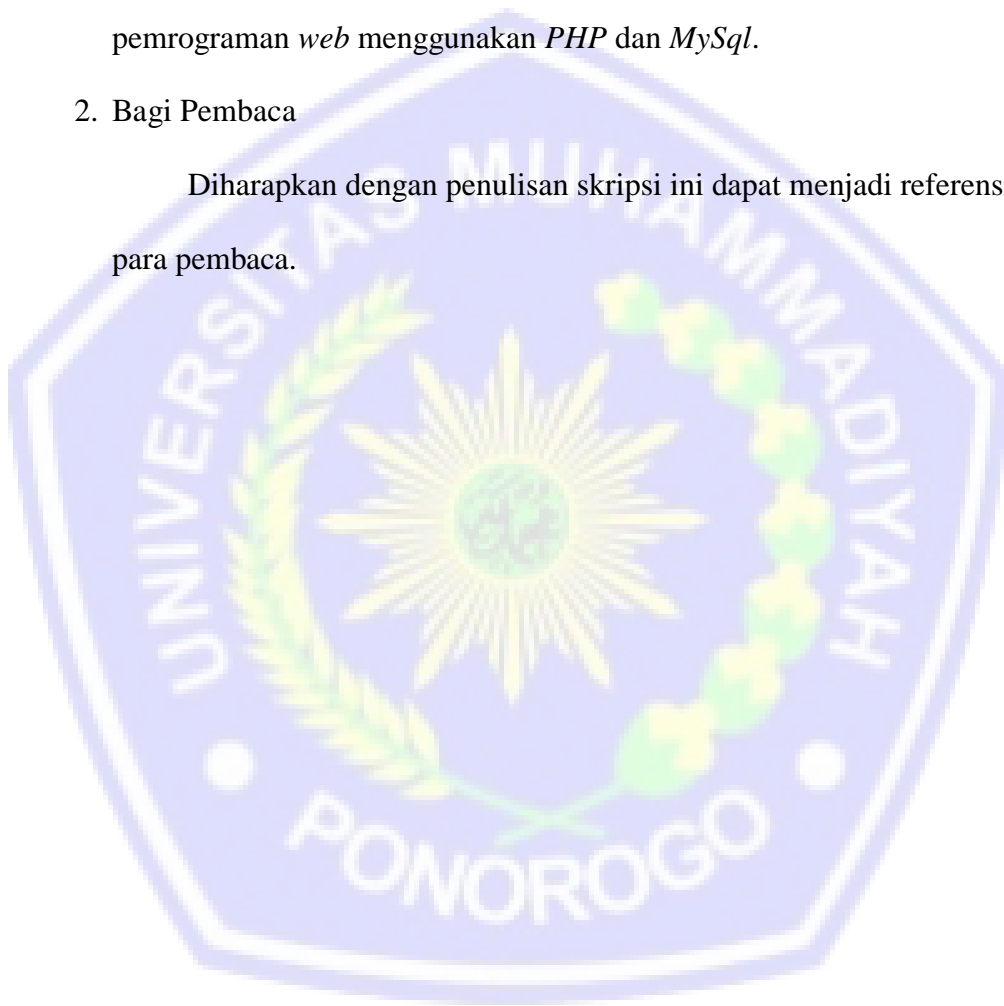 pemrograman web menggunakan PHP dan MySql.
2. Bagi Pembaca
Diharapkan dengan penulisan skripsi ini dapat menjadi referens
para pembaca.
UNIVERSITAS MUHAMMADIYAH
PONOROGO